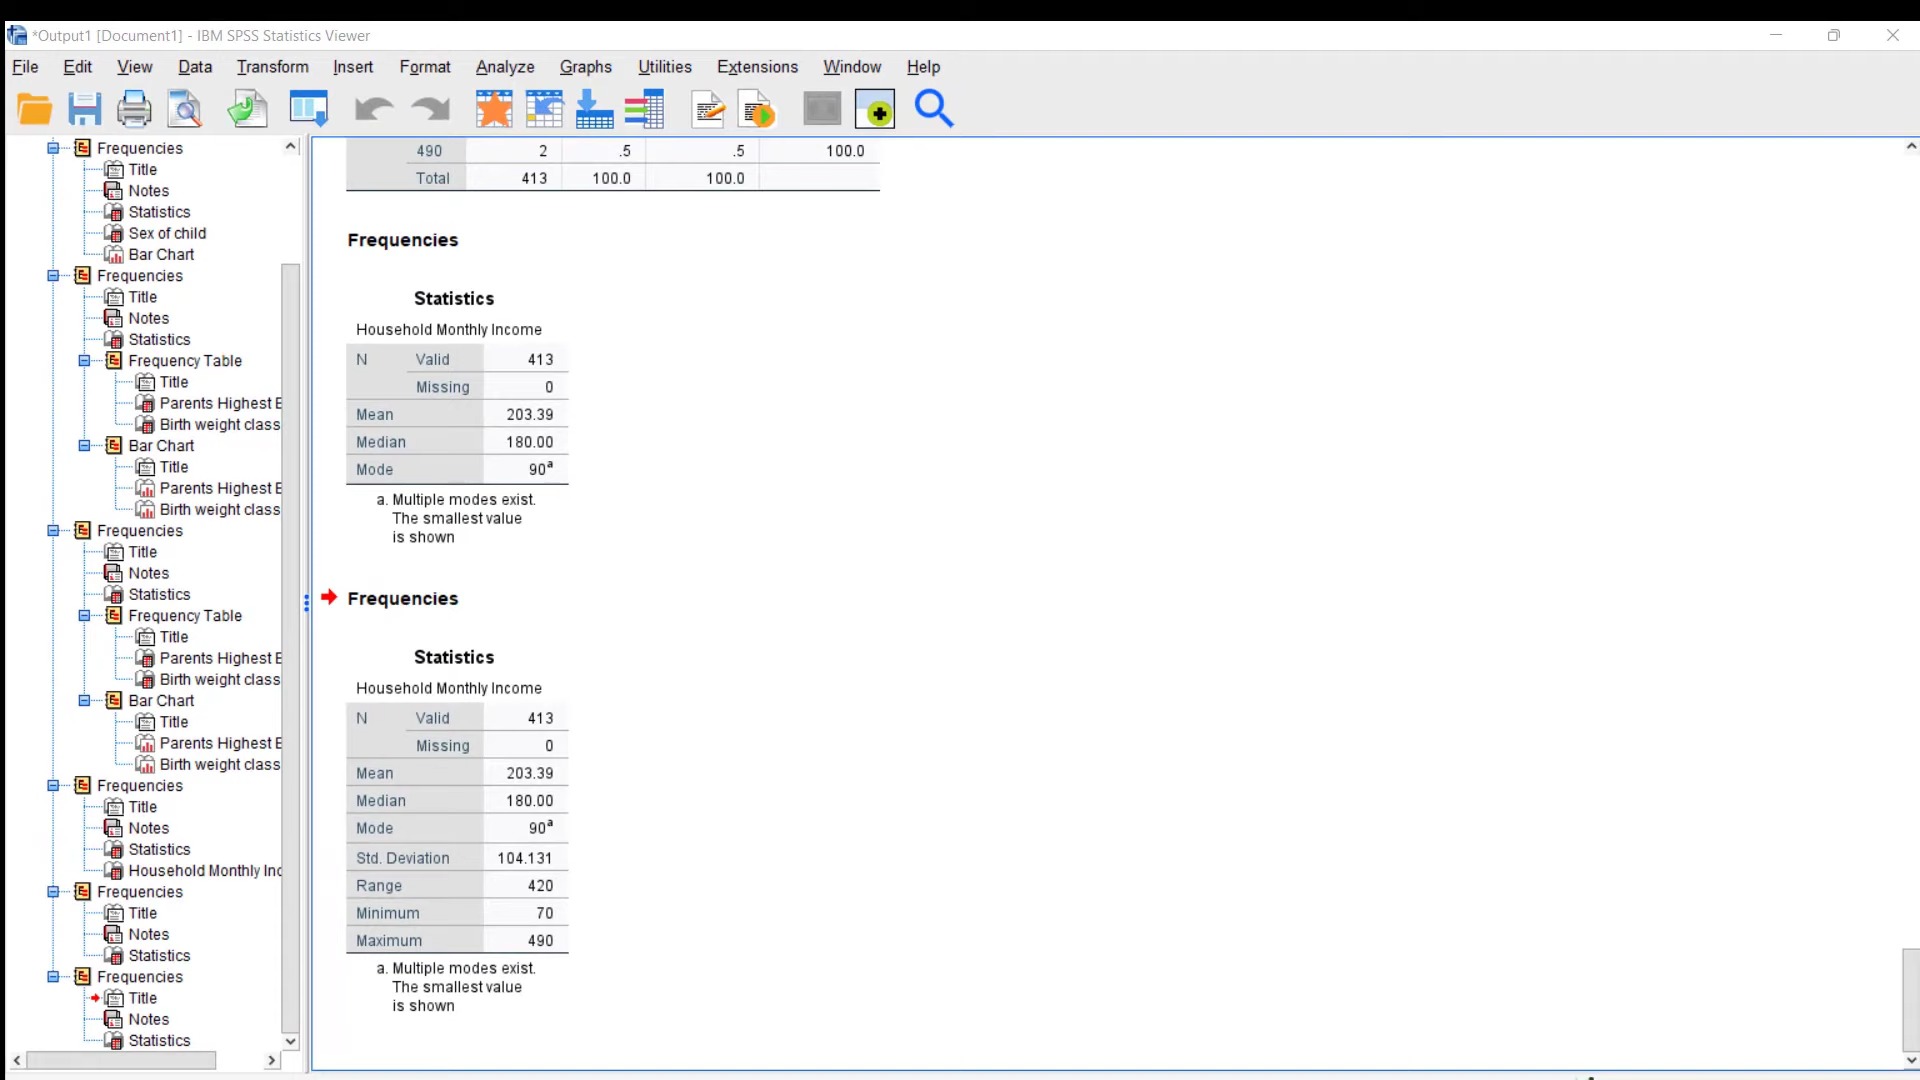 *Output1 [Document1] - IBM SPSS Statistics Viewer
File Edit View Data Transform Insert Format Analyze Graphs Utilities Extensions Window Help
Frequencies
Title
Notes
Statistics
Sex of child
Bar Chart
Frequencies
Title
Notes
Statistics
Frequency Table
Title
Parents Highest E
Birth weight class
Bar Chart
Title
Parents Highest E
Birth weight class
Frequencies
Title
Notes
Statistics
Frequency Table
Title
Parents Highest E
Birth weight class
Bar Chart
Title
Parents Highest E
Birth weight class
Frequencies
Title
Notes
Statistics
Household Monthly Inc
Frequencies
Title
Notes
Statistics
Frequencies
Title
Notes
Statistics
490 2 .5 .5 100.0
Total 413 100.0 100.0
Frequencies
Statistics
Household Monthly Income
N Valid 413
Missing 0
Mean 203.39
Median 180.00
Mode 90a
a. Multiple modes exist.
The smallest value
is shown
Frequencies
Statistics
Household Monthly Income
N Valid 413
Missing 0
Mean 203.39
Median 180.00
Mode 90a
Std. Deviation 104.131
Range 420
Minimum 70
Maximum 490
a. Multiple modes exist.
The smallest value
is shown